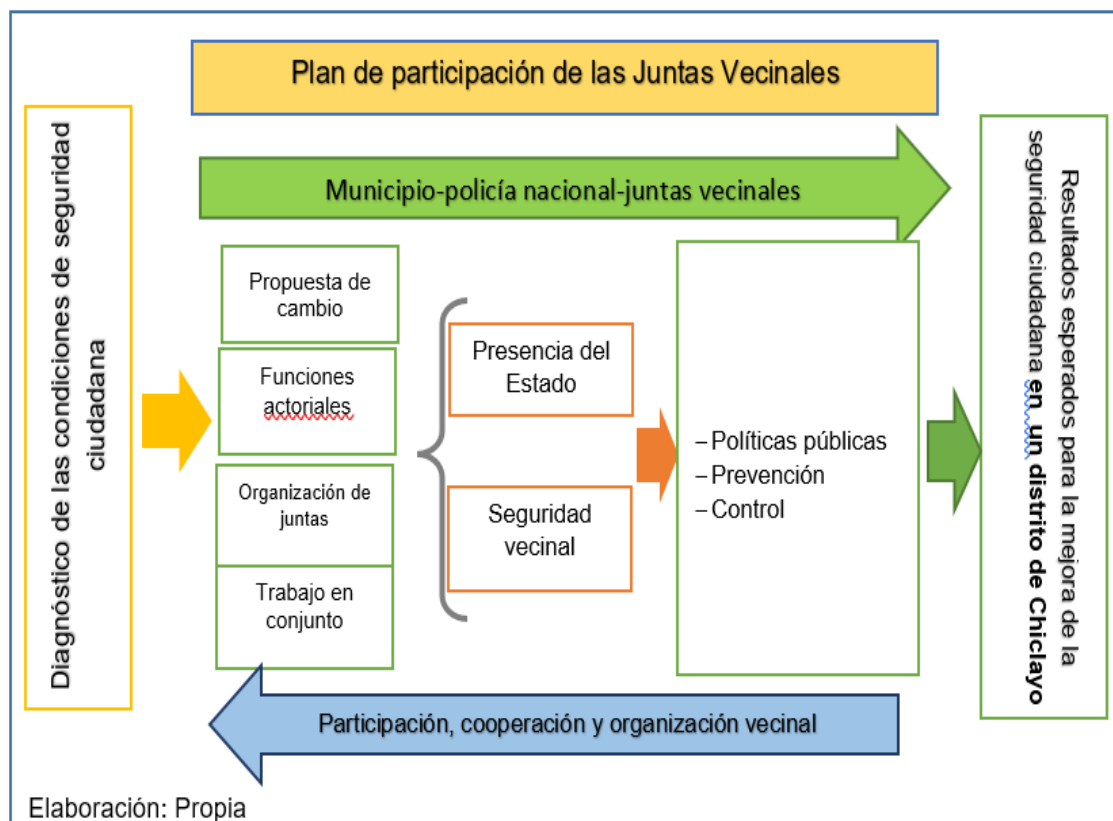 Plan de participación de las Juntas Vecinales
Diagnóstico de las condiciones de seguridad
ciudadana
Municipio-policía nacional-juntas vecinales
Propuesta de
cambio
Funciones
actoriales
Organización de
juntas
Trabajo en
conjunto
Presencia del
Estado
Seguridad
vecinal
–Políticas públicas
–Prevención
–Control
Resultados esperados para la mejora de la
seguridad ciudadana en un distrito de Chiclayo
Participación, cooperación y organización vecinal
Elaboración: Propia